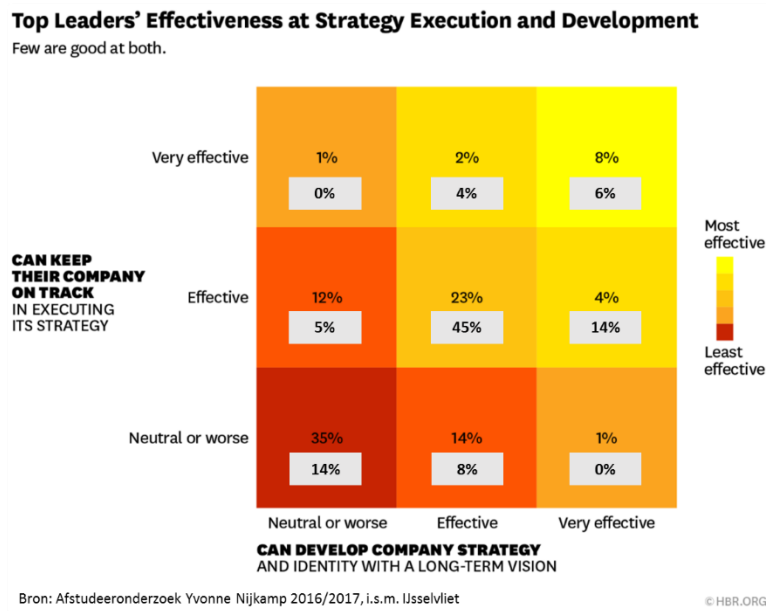 Top Leaders’ Effectiveness at Strategy Execution and Development
Few are good at both.
Very effective
1%
2%
8%
0%
4%
6%
CAN KEEP
THEIR COMPANY
ON TRACK
IN EXECUTING
ITS STRATEGY
Effective
12%
23%
4%
5%
45%
14%
Neutral or worse
35%
14%
1%
14%
8%
0%
Neutral or worse
Effective
Very effective
CAN DEVELOP COMPANY STRATEGY
AND IDENTITY WITH A LONG-TERM VISION
Most
effective
Least
effective
Bron: Afstudeeronderzoek Yvonne Nijkamp 2016/2017, i.s.m. IJsselvliet
© HBR.ORG